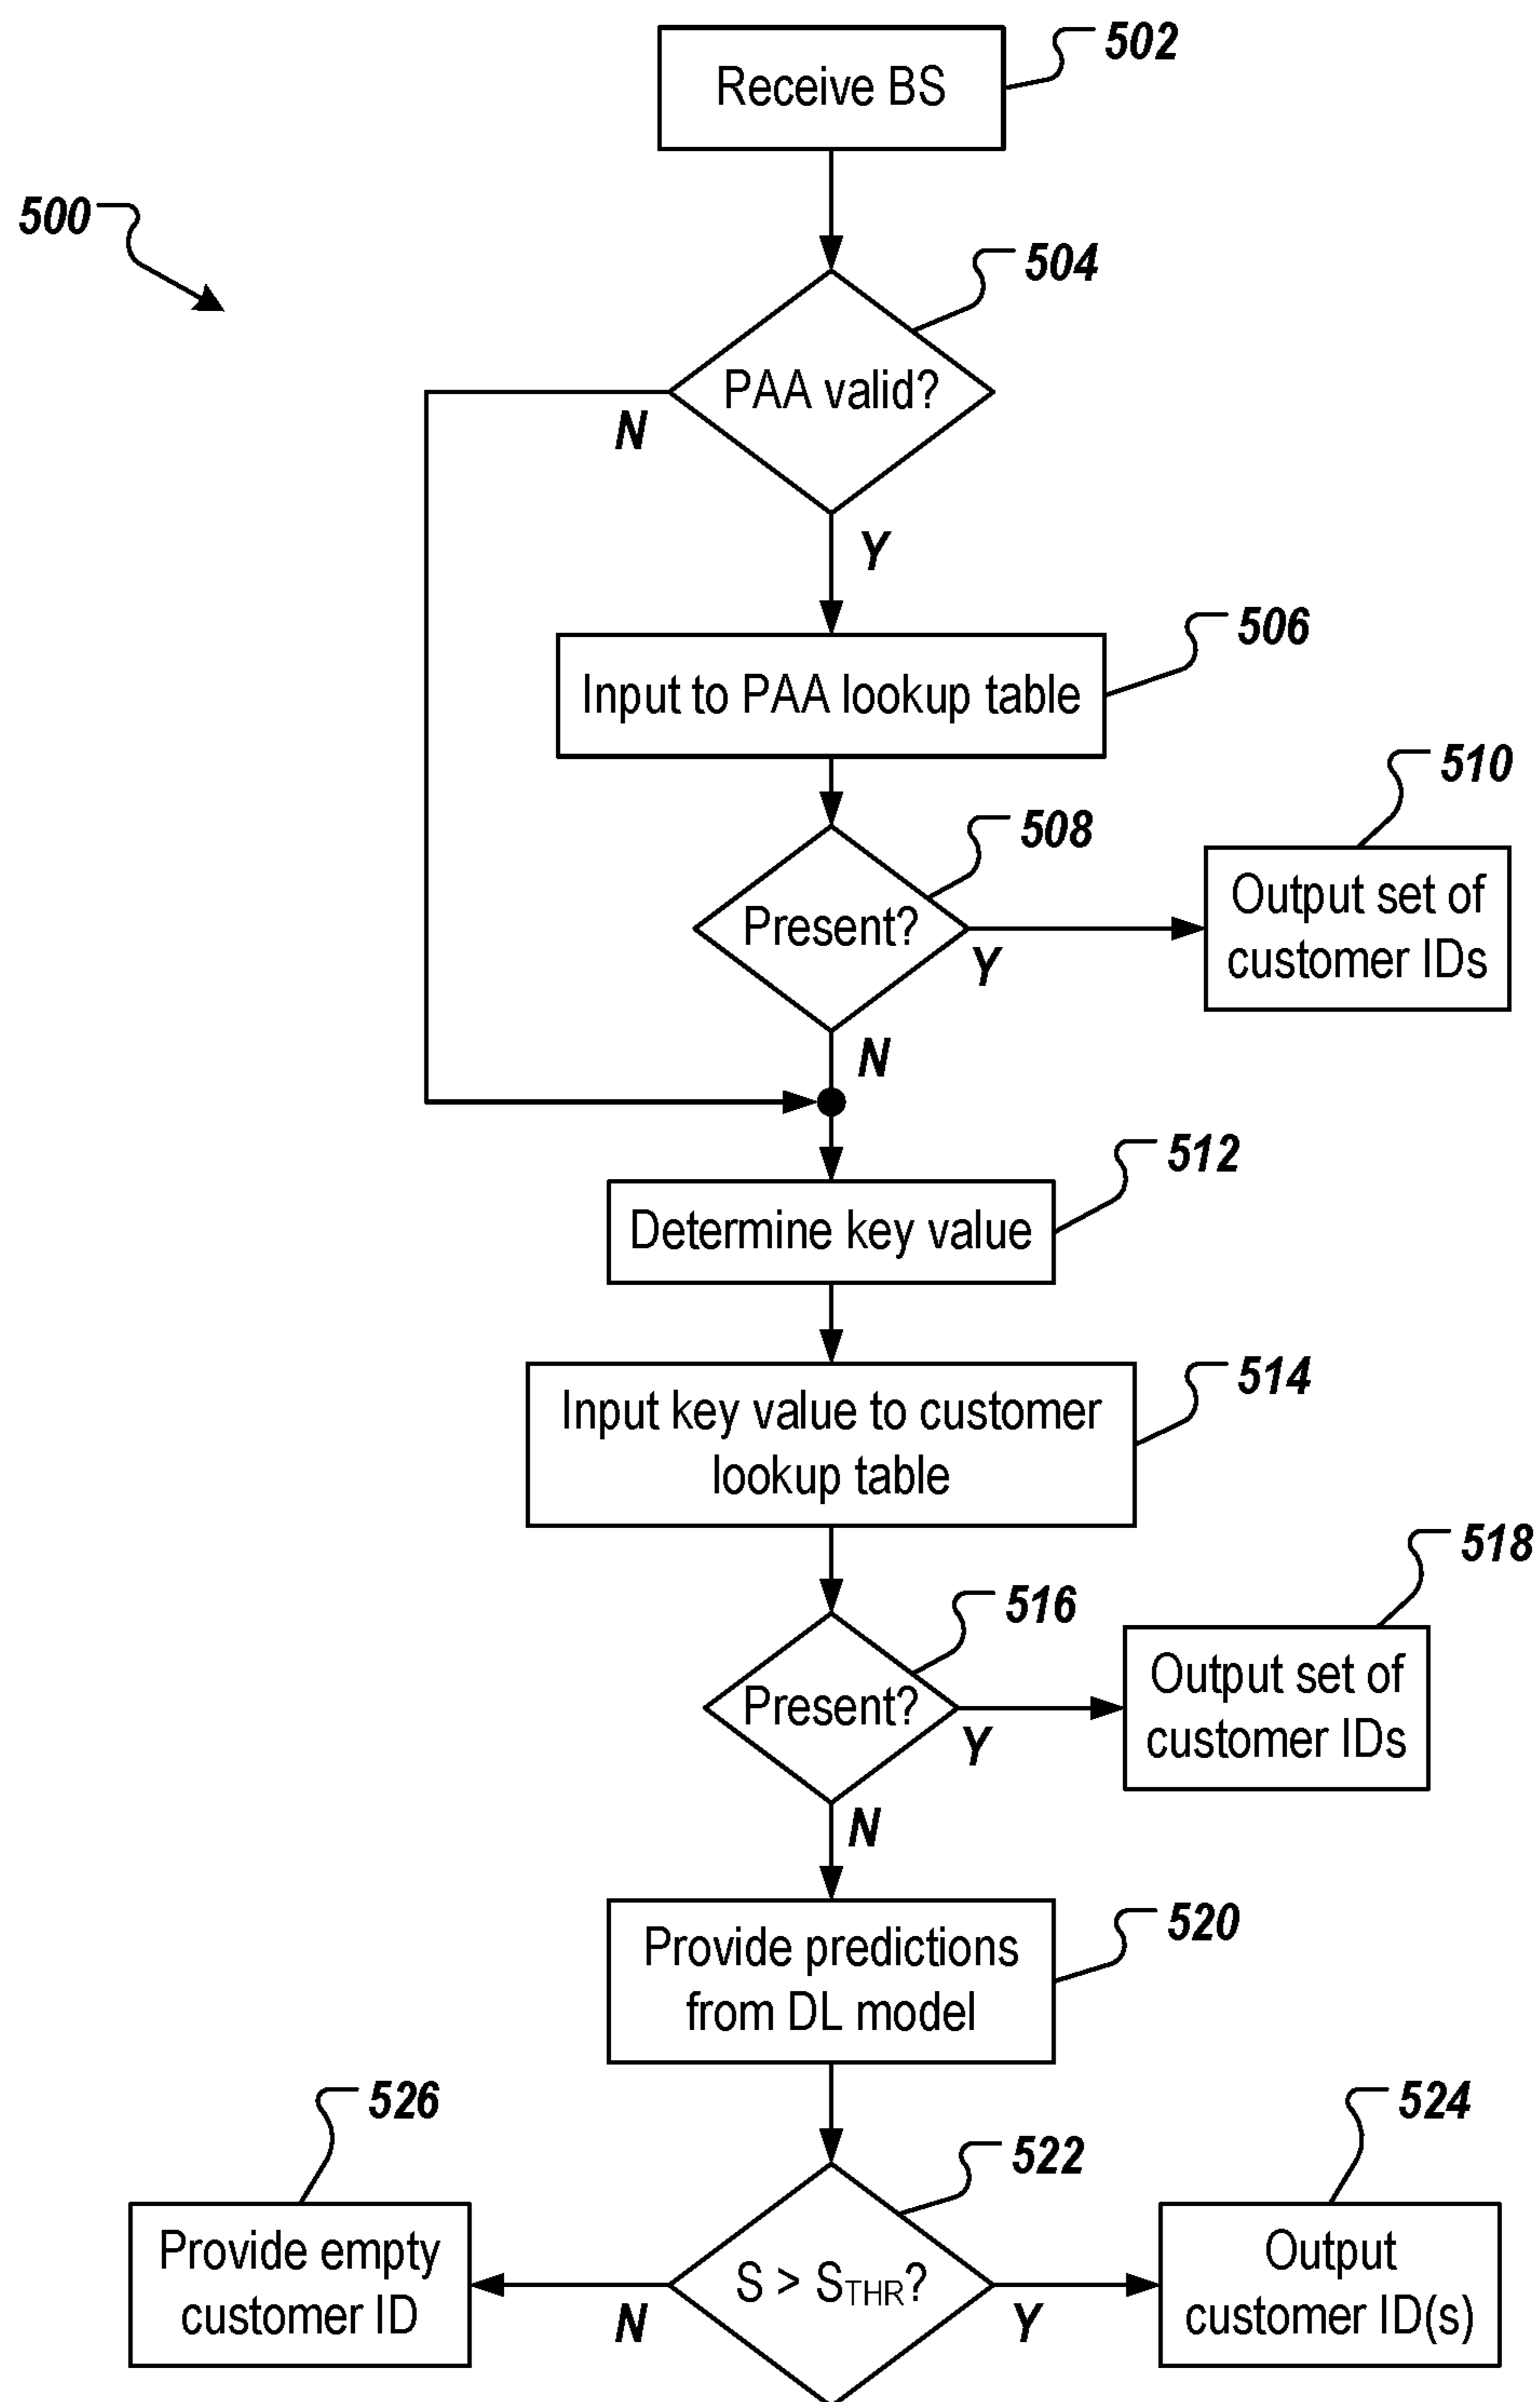 Receive BS
502
500
504
PAA valid?
N
Y
506
Input to PAA lookup table
510
508
Output set of
customer IDs
Present?
Y
N
512
Determine key value
514
Input key value to customer
lookup table
518
516
Output set of
customer IDs
Present?
Y
N
520
Provide predictions
from DL model
526
524
522
Provide empty
customer ID
S > STHR?
Output
customer ID(s)
N
Y